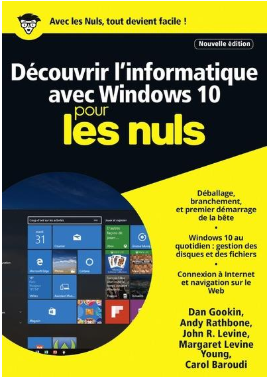 Avec les Nuls, tout devient facile !
Nouvelle édition
Découvrir l'informatique
avec Windows 10
pour
les nuls
Déballage,
branchement,
et premier démarrage
de la bête
•
Windows 10 au
quotidien : gestion des
disques et des fichiers
•
Connexion à Internet
et navigation sur le
Web
31
Dan Gookin,
Andy Rathbone,
John R. Levine,
Margaret Levine
Young,
Carol Baroudi